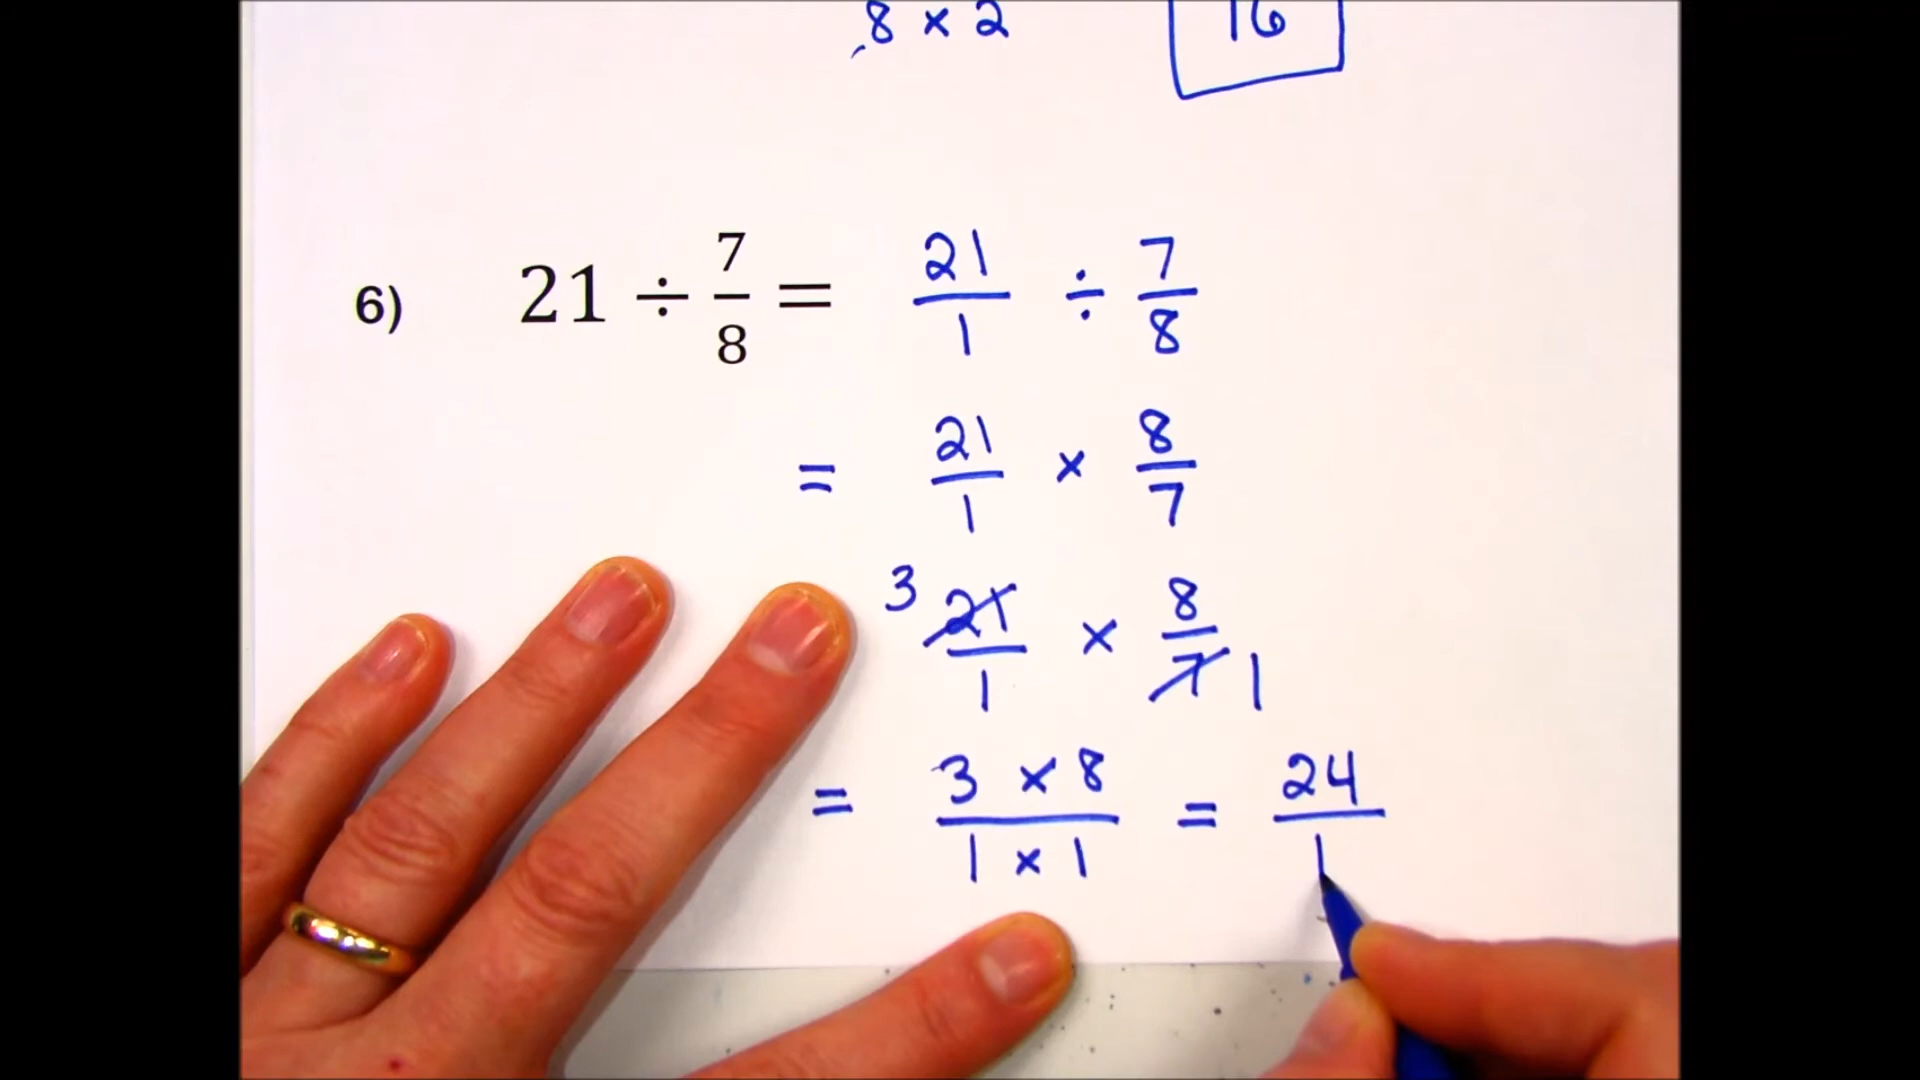 8 × 2 16
6) 21 ÷ 7/8 = 21/1 ÷ 7/8
= 21/1 × 8/7
3 21/1 × 8/7 1
= 3 × 8 / 1 × 1 = 24/1